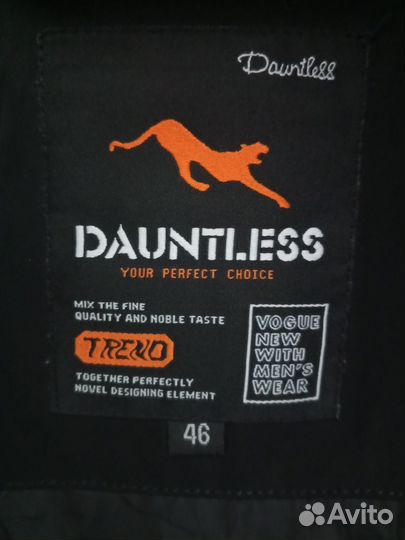 Dauntless
DAUNTLESS
YOUR PERFECT CHOICE
MIX THE FINE
QUALITY AND NOBLE TASTE
TREND
TOGETHER PERFECTLY
NOVEL DESIGNING ELEMENT
VOGUE
NEW
WITH
MEN'S
WEAR
46
Avito